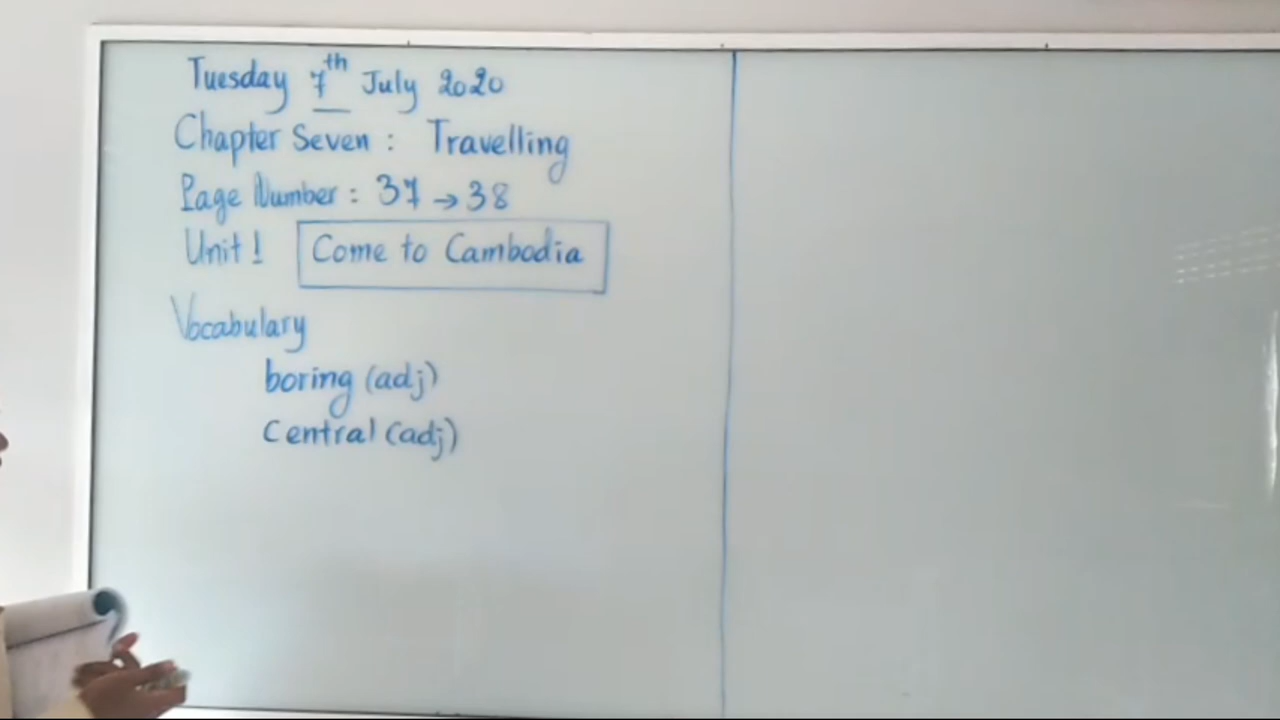 Tuesday 7th July 2020
Chapter Seven : Travelling
Page Number : 37 → 38
Unit 1 Come to Cambodia
Vocabulary
boring (adj)
central (adj)